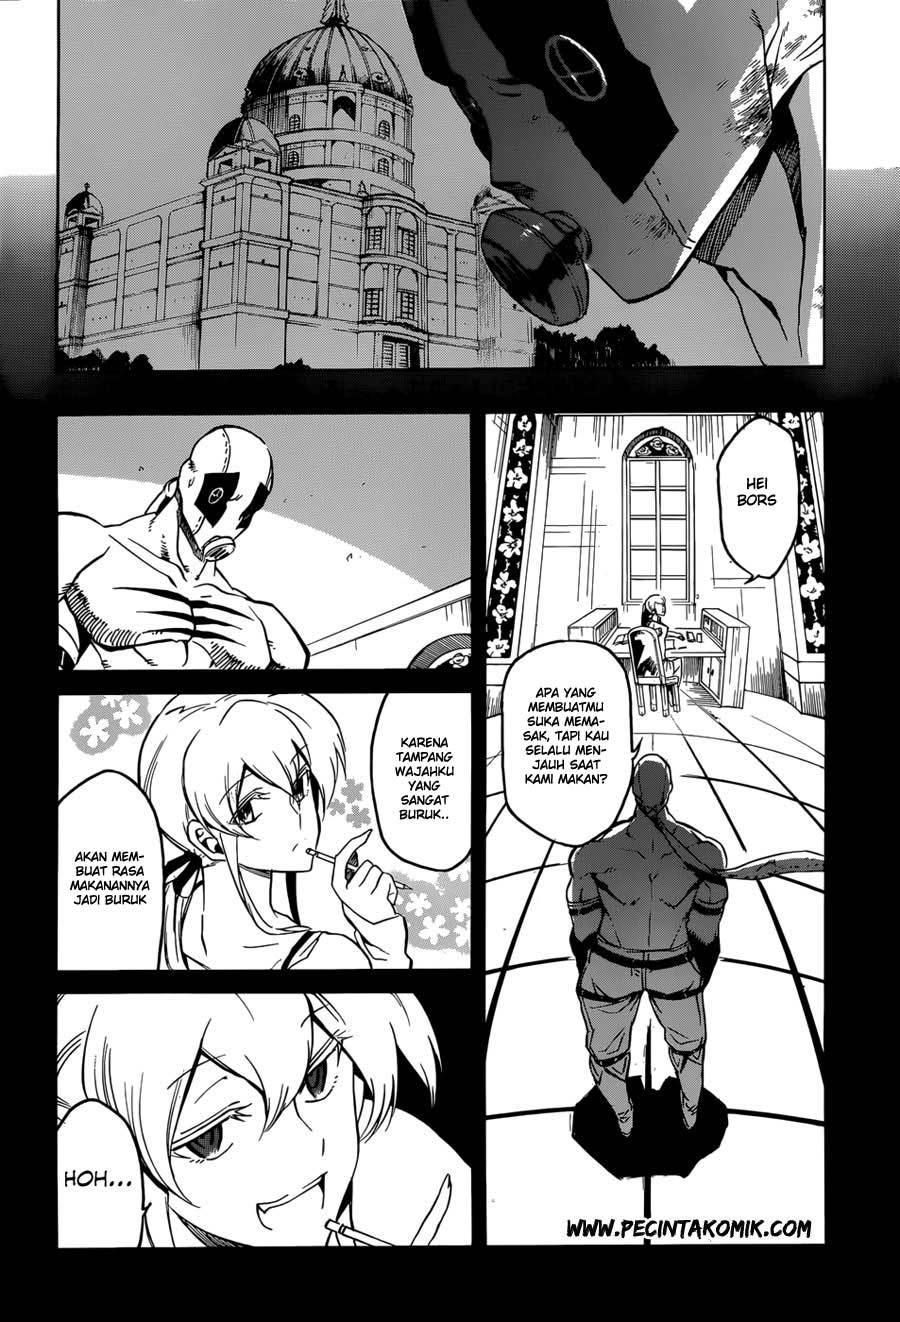 HEI
BORS
APA YANG
MEMBUATMU
SUKA MEMA-
SAK, TAPI KAU
SELALU MEN-
JAUH SAAT
KAMI MAKAN?
KARENA
TAMPANG
WAJAHKU
YANG
SANGAT
BURUK..
AKAN MEM-
BUAT RASA
MAKANANNYA
JADI BURUK
HOH...
WWW.PECINTAKOMIK.COM